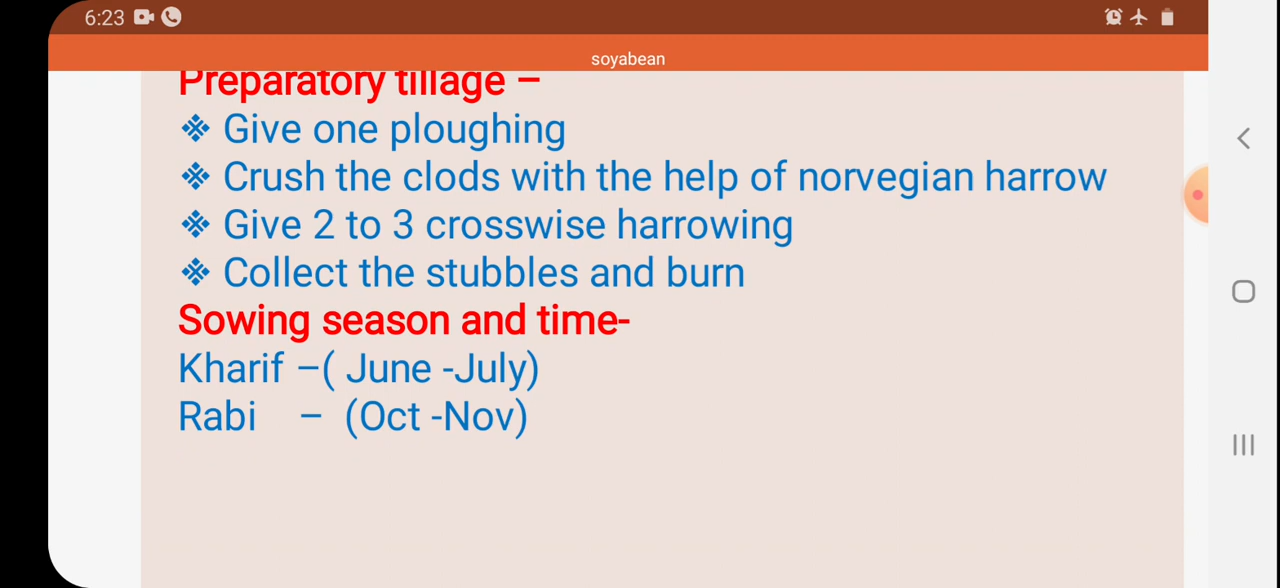 6:23
soyabean
Preparatory tillage –
❖ Give one ploughing
❖ Crush the clods with the help of norvegian harrow
❖ Give 2 to 3 crosswise harrowing
❖ Collect the stubbles and burn
Sowing season and time-
Kharif –( June -July)
Rabi – (Oct -Nov)